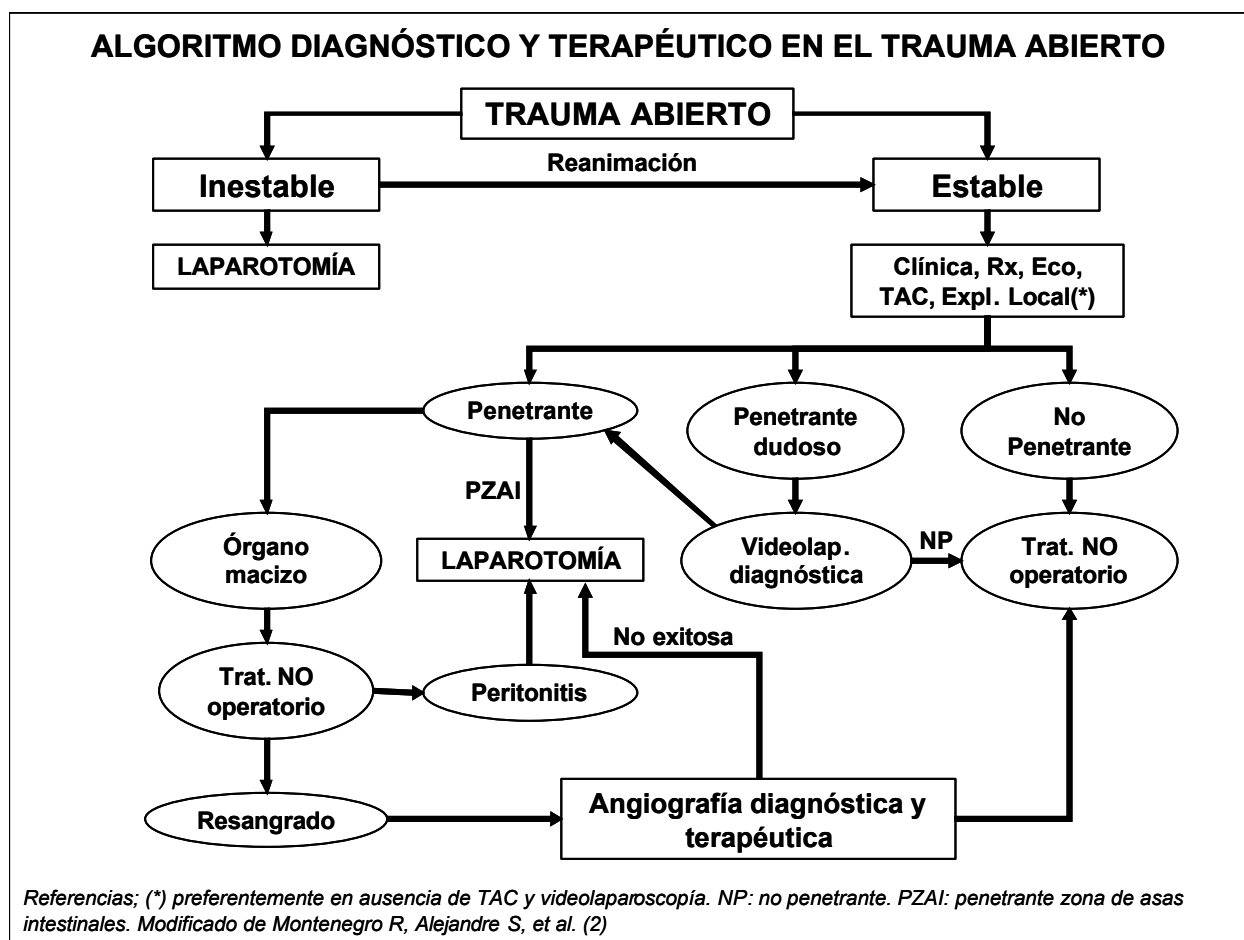 ALGORITMO DIAGNÓSTICO Y TERAPÉUTICO EN EL TRAUMA ABIERTO
TRAUMA ABIERTO
Reanimación
Inestable
Estable
LAPAROTOMÍA
Clínica, Rx, Eco,
TAC, Expl. Local(*)
Penetrante
Penetrante
dudoso
No
Penetrante
PZAI
Órgano
macizo
LAPAROTOMÍA
Videolap.
diagnóstica
NP
Trat. NO
operatorio
No exitosa
Trat. NO
operatorio
Peritonitis
Resangrado
Angiografía diagnóstica y
terapéutica
Referencias; (*) preferentemente en ausencia de TAC y videolaparoscopía. NP: no penetrante. PZAI: penetrante zona de asas
intestinales. Modificado de Montenegro R, Alejandre S, et al. (2)